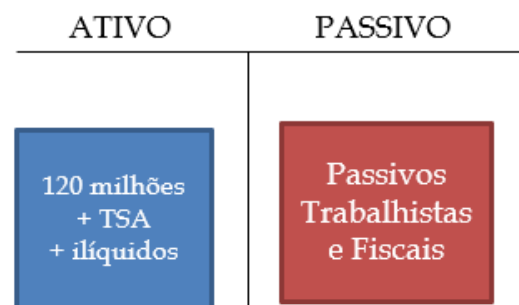 ATIVO
PASSIVO
120 milhões
+ TSA
+ ilíquidos
Passivos
Trabalhistas
e Fiscais